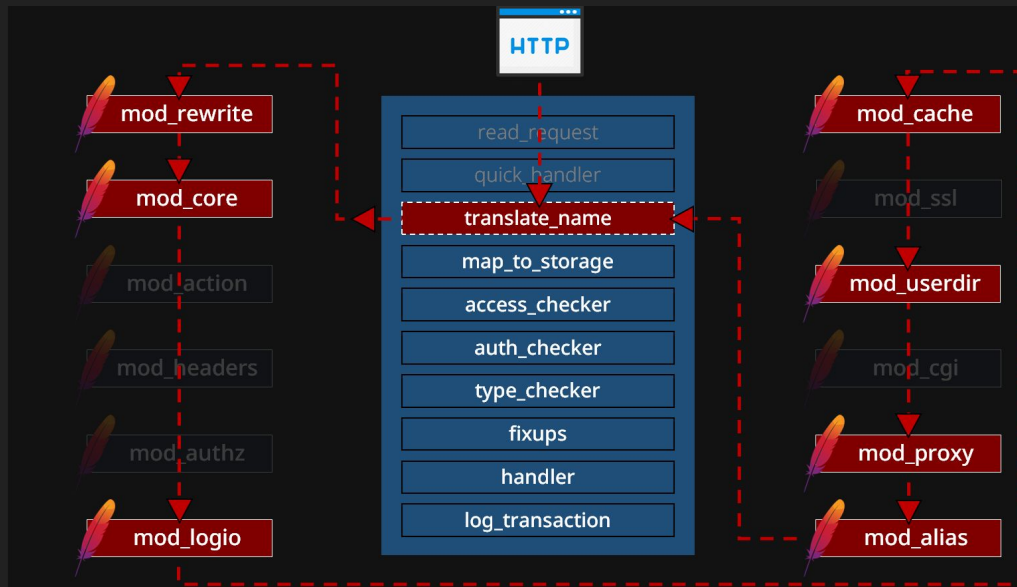 HTTP
mod_rewrite
mod_core
mod_action
mod_headers
mod_authz
mod_logio
read_request
quick_handler
translate_name
map_to_storage
access_checker
auth_checker
type_checker
fixups
handler
log_transaction
mod_cache
mod_ssl
mod_userdir
mod_cgi
mod_proxy
mod_alias